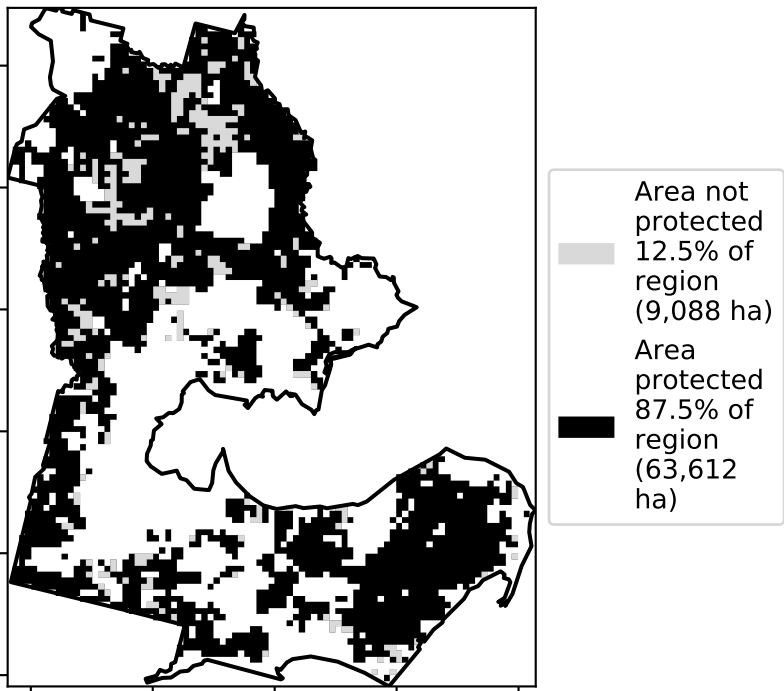 Area not
protected
12.5% of
region
(9,088 ha)
Area
protected
87.5% of
region
(63,612
ha)